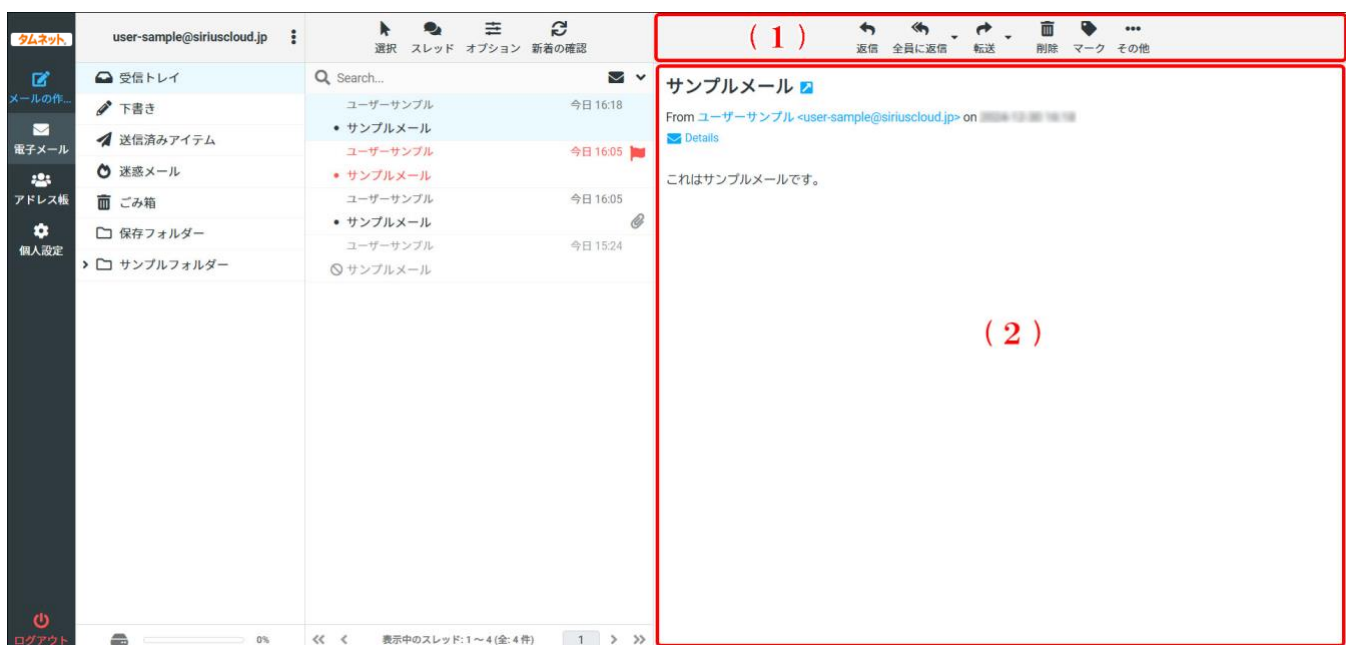 タムネット
メールの作...
電子メール
アドレス帳
個人設定
ログアウト
user-sample@siriuscloud.jp
受信トレイ
下書き
送信済みアイテム
迷惑メール
ごみ箱
保存フォルダー
サンプルフォルダー
0%
選択 スレッド オプション 新着の確認
Search...
ユーザーサンプル 今日 16:18
• サンプルメール
ユーザーサンプル 今日 16:05
• サンプルメール
ユーザーサンプル 今日 16:05
• サンプルメール
ユーザーサンプル 今日 15:24
サンプルメール
表示中のスレッド: 1 ～ 4 (全: 4 件) 1
(1)
返信 全員に返信 転送 削除 マーク その他
サンプルメール
From ユーザーサンプル <user-sample@siriuscloud.jp> on
Details
これはサンプルメールです。
(2)